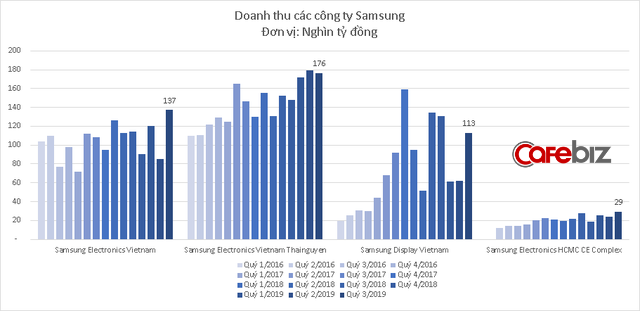 Doanh thu các công ty Samsung
Đơn vị: Nghìn tỷ đồng
200
180
160
140
120
100
80
60
40
20
-
137
176
113
29
CAFEBIZ
Samsung Electronics Vietnam
Samsung Electronics Vietnam Thainguyen
Samsung Display Vietnam
Samsung Electronics HCMC CE Complex
Quý 1/2016 Quý 2/2016 Quý 3/2016 Quý 4/2016
Quý 1/2017 Quý 2/2017 Quý 3/2017 Quý 4/2017
Quý 1/2018 Quý 2/2018 Quý 3/2018 Quý 4/2018
Quý 1/2019 Quý 2/2019 Quý 3/2019